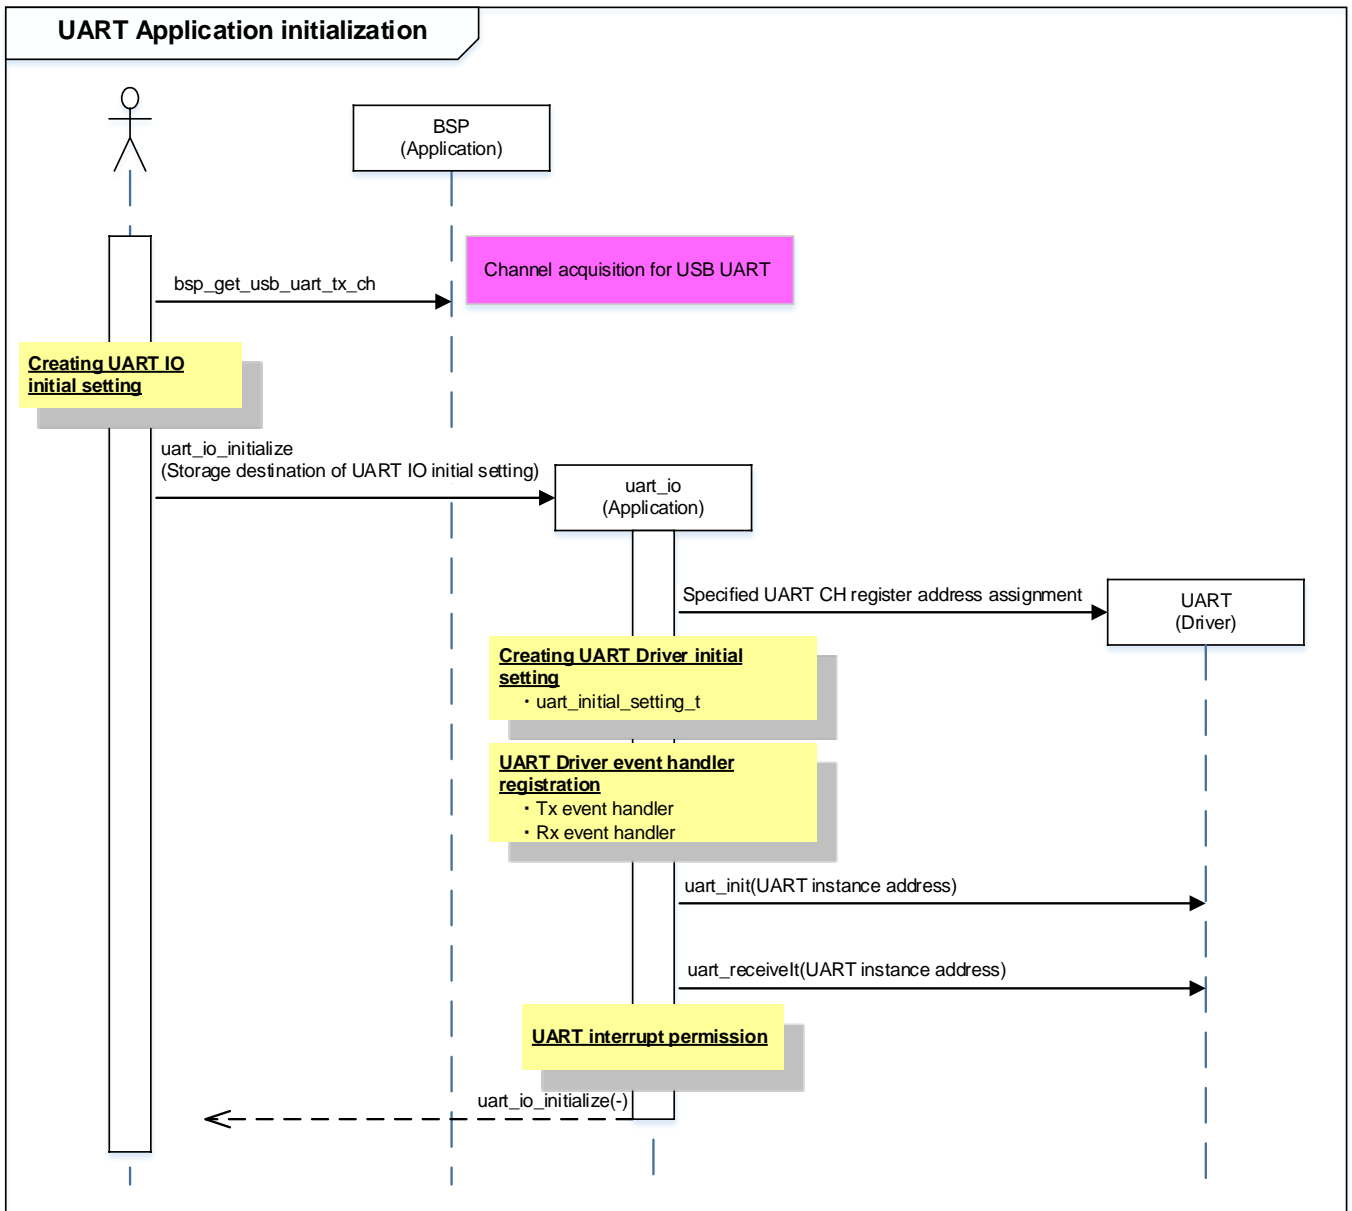 UART Application initialization
BSP
(Application)
Channel acquisition for USB UART
bsp_get_usb_uart_tx_ch
Creating UART IO
initial setting
uart_io_initialize
(Storage destination of UART IO initial setting)
uart_io
(Application)
Specified UART CH register address assignment
UART
(Driver)
Creating UART Driver initial
setting
・uart_initial_setting_t
UART Driver event handler
registration
・Tx event handler
・Rx event handler
uart_init(UART instance address)
uart_receiveIt(UART instance address)
UART interrupt permission
uart_io_initialize(-)